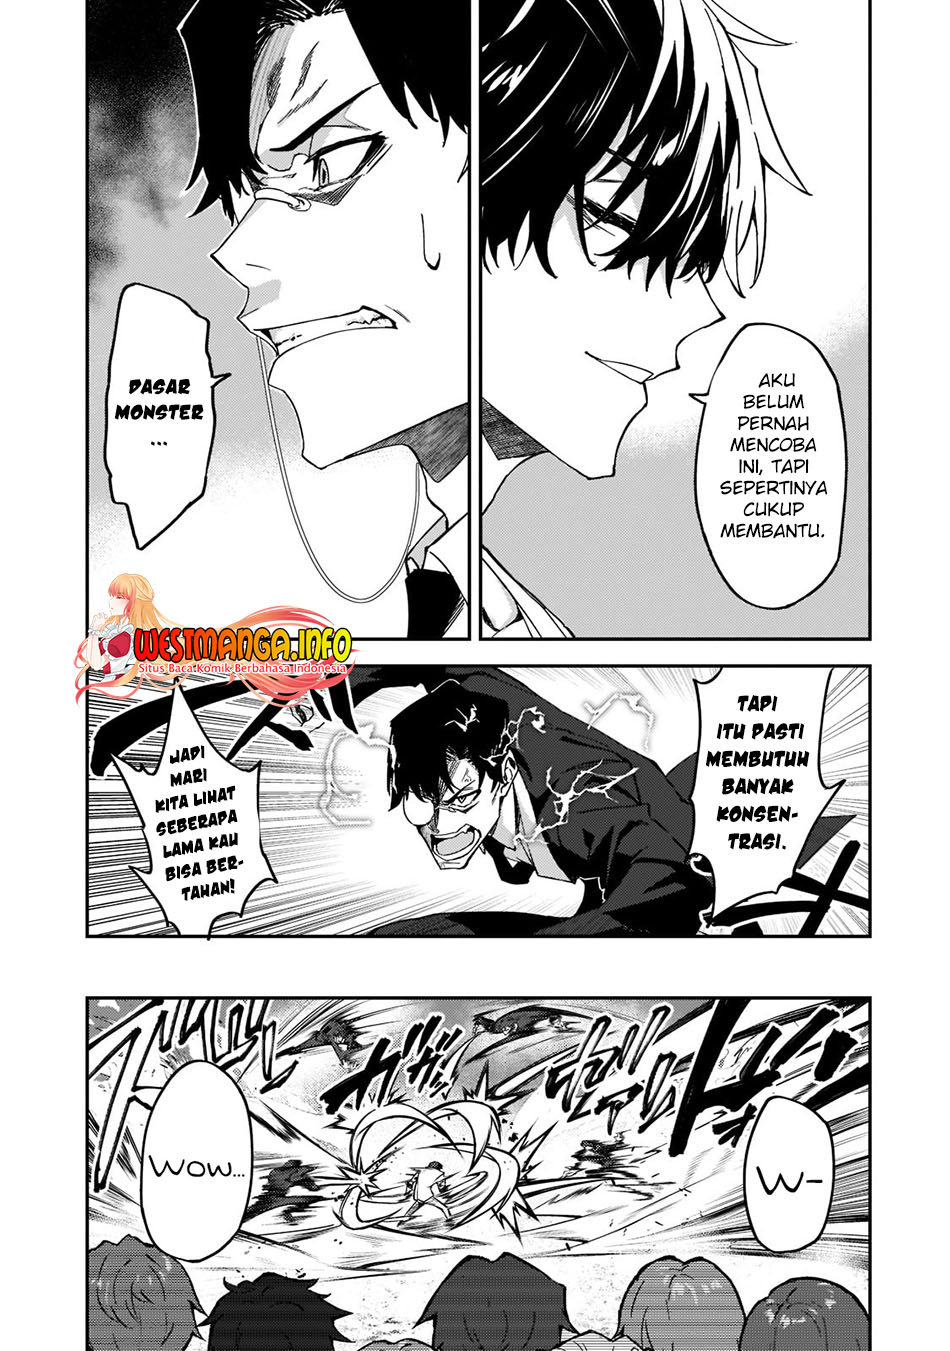 AKU
BELUM
PERNAH
MENCOBA
INI, TAPI
SEPERTINYA
CUKUP
MEMBANTU.
DASAR
MONSTER
...
WESTMANGA.INFO
Situs Baca Komik Berbahasa Indonesia
TAPI
ITU PASTI
MEMBUTUH
BANYAK
KONSEN-
TRASI.
JADI
MARI
KITA LIHAT
SEBERAPA
LAMA KAU
BISA BER-
TAHAN!
W-
WOW...